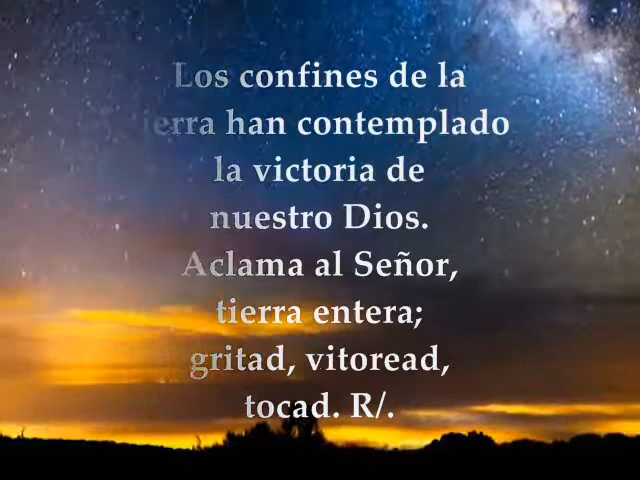 Los confines de la
tierra han contemplado
la victoria de
nuestro Dios.
Aclama al Señor,
tierra entera;
gritad, vitoread,
tocad. R/.